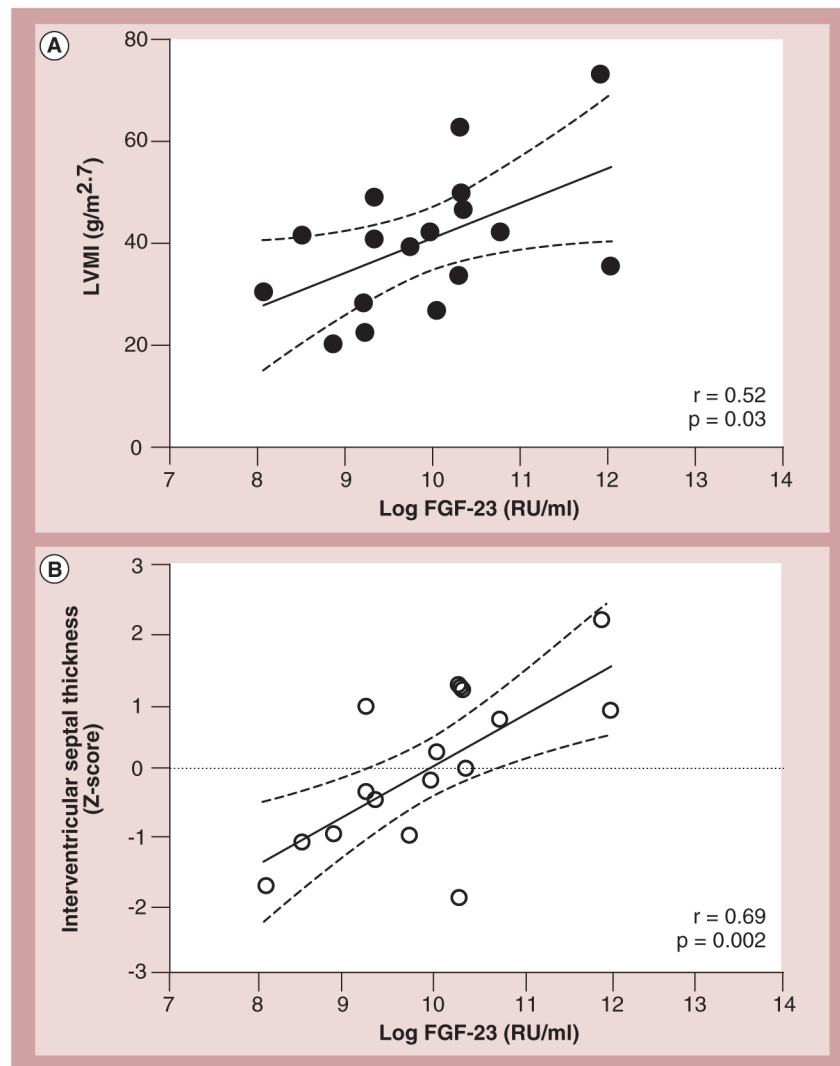 A
80
60
40
20
0
LVMI (g/m2.7)
r = 0.52
p = 0.03
7 8 9 10 11 12 13 14
Log FGF-23 (RU/ml)
B
3
2
1
0
-1
-2
-3
Interventricular septal thickness
(Z-score)
r = 0.69
p = 0.002
7 8 9 10 11 12 13 14
Log FGF-23 (RU/ml)